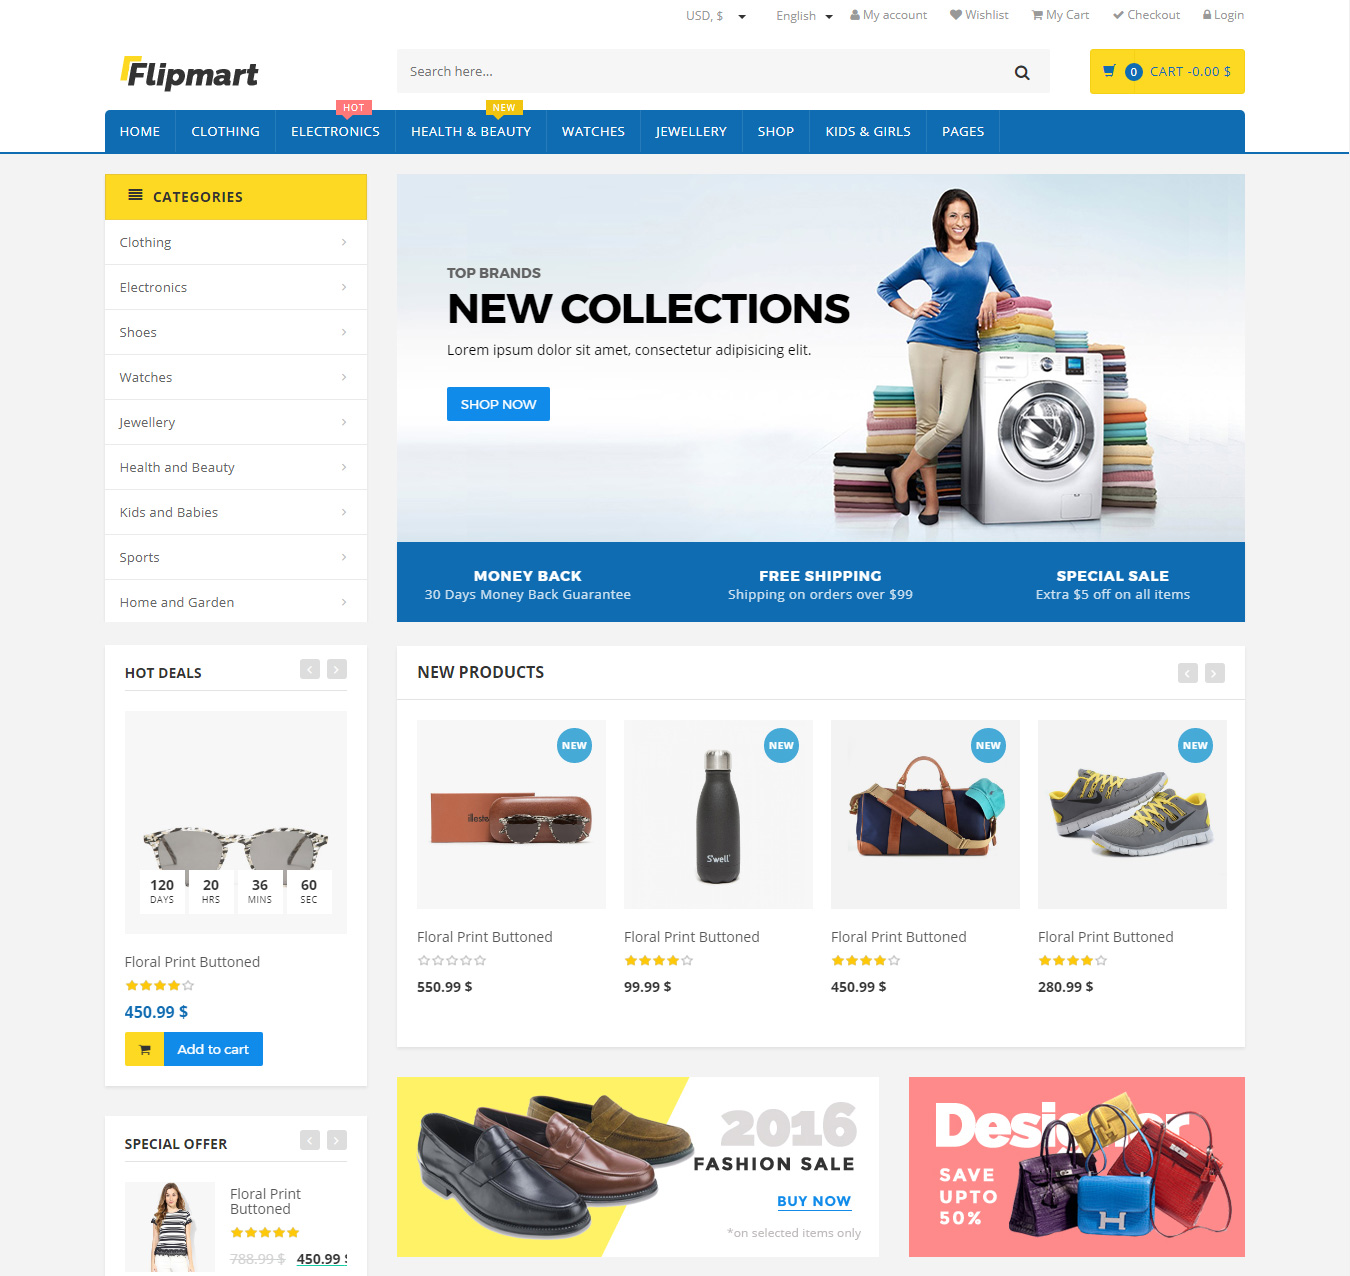 USD, $ English My account Wishlist My Cart Checkout Login
Flipmart
Search here...
0 CART -0.00 $
HOT NEW
HOME CLOTHING ELECTRONICS HEALTH & BEAUTY WATCHES JEWELLERY SHOP KIDS & GIRLS PAGES
CATEGORIES
Clothing
Electronics
Shoes
Watches
Jewellery
Health and Beauty
Kids and Babies
Sports
Home and Garden
TOP BRANDS
NEW COLLECTIONS
Lorem ipsum dolor sit amet, consectetur adipisicing elit.
SHOP NOW
MONEY BACK
30 Days Money Back Guarantee
FREE SHIPPING
Shipping on orders over $99
SPECIAL SALE
Extra $5 off on all items
HOT DEALS
120 20 36 60
DAYS HRS MINS SEC
Floral Print Buttoned
450.99 $
Add to cart
SPECIAL OFFER
Floral Print
Buttoned
788.99 $ 450.99 $
NEW PRODUCTS
NEW
Floral Print Buttoned
550.99 $
NEW
S'well
Floral Print Buttoned
99.99 $
NEW
Floral Print Buttoned
450.99 $
NEW
Floral Print Buttoned
280.99 $
2016
FASHION SALE
BUY NOW
*on selected items only
Designer
SAVE
UPTO
50%